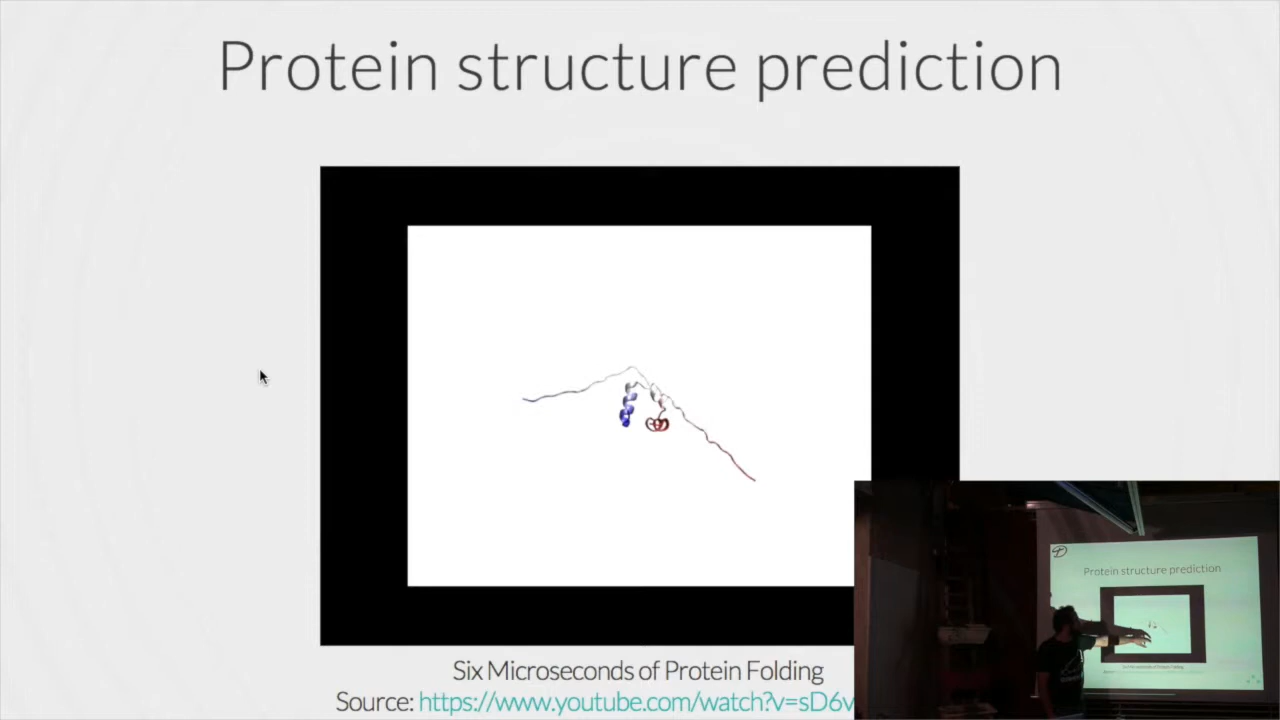 Protein structure prediction
Six Microseconds of Protein Folding
Source: https://www.youtube.com/watch?v=sD6v
Protein structure prediction